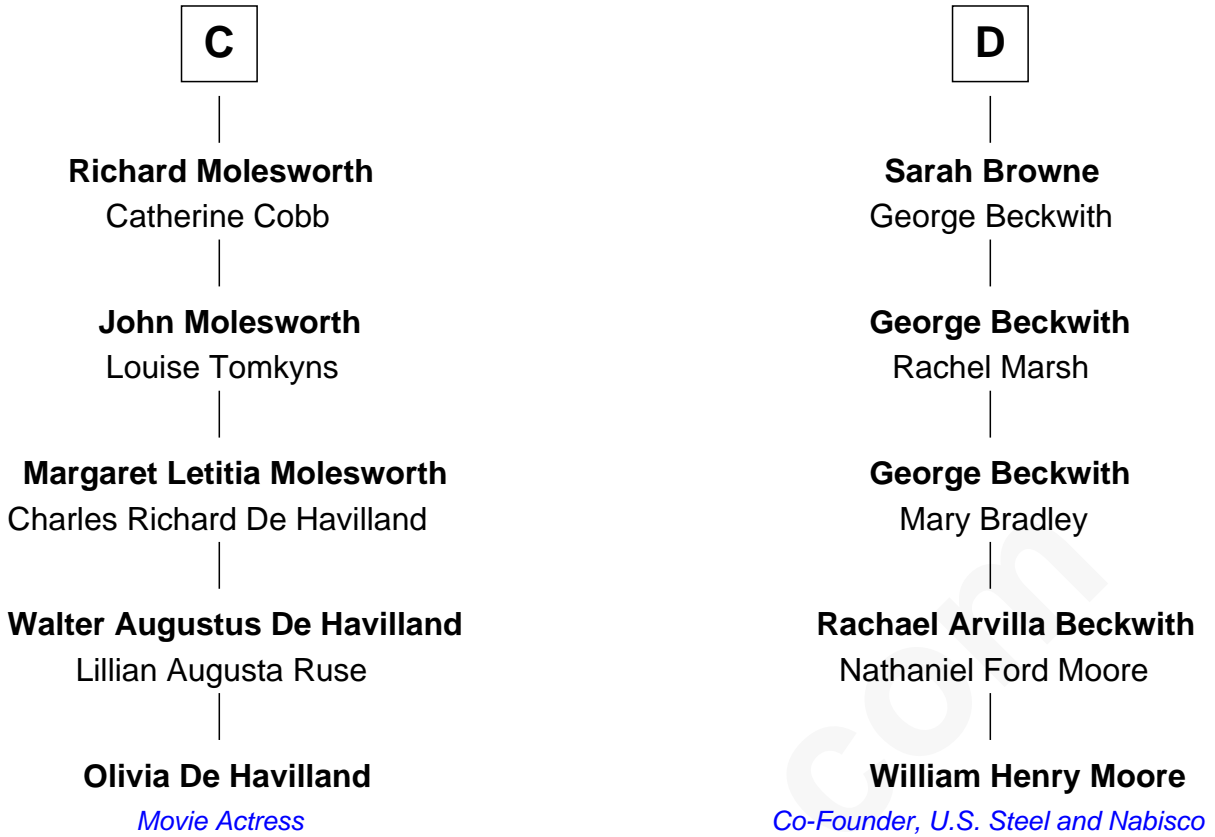 C
Richard Molesworth
Catherine Cobb
John Molesworth
Louise Tomkyns
Margaret Letitia Molesworth
Charles Richard De Havilland
Walter Augustus De Havilland
Lillian Augusta Ruse
Olivia De Havilland
Movie Actress
D
Sarah Browne
George Beckwith
George Beckwith
Rachel Marsh
George Beckwith
Mary Bradley
Rachael Arvilla Beckwith
Nathaniel Ford Moore
William Henry Moore
Co-Founder, U.S. Steel and Nabisco
com